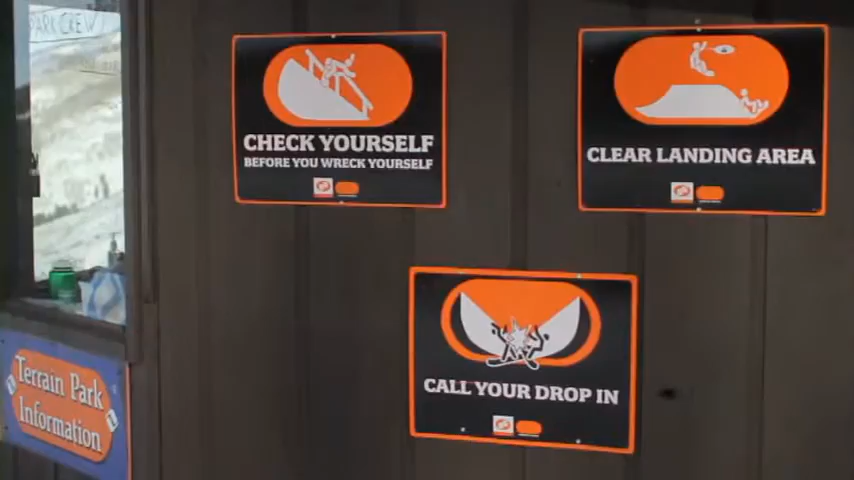 PARK CREW
CHECK YOURSELF
BEFORE YOU WRECK YOURSELF
CLEAR LANDING AREA
CALL YOUR DROP IN
Terrain Park
Information